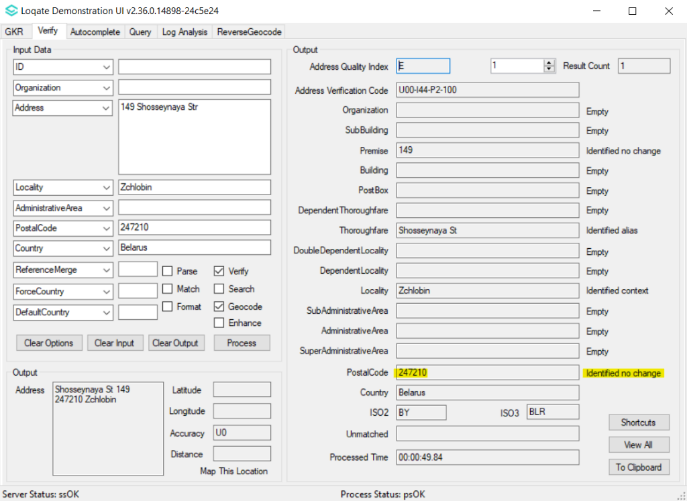 Loqate Demonstration UI v2.36.0.14898-24c5e24
GKR Verify Autocomplete Query Log Analysis ReverseGeocode
Input Data
ID
Organization
Address 149 Shosseynaya Str
Locality Zchlobin
AdministrativeArea
PostalCode 247210
Country Belarus
ReferenceMerge Parse Verify
ForceCountry Match Search
DefaultCountry Format Geocode
Enhance
Clear Options Clear Input Clear Output Process
Output
Address Shosseynaya St 149
247210 Zchlobin
Latitude
Longitude
Accuracy U0
Distance
Map This Location
Output
Address Quality Index E 1 Result Count 1
Address Verification Code U00-I44-P2-100
Organization Empty
SubBuilding Empty
Premise 149 Identified no change
Building Empty
PostBox Empty
DependentThoroughfare Empty
Thoroughfare Shosseynaya St Identified alias
DoubleDependentLocality Empty
DependentLocality Empty
Locality Zchlobin Identified context
SubAdministrativeArea Empty
AdministrativeArea Empty
SuperAdministrativeArea Empty
PostalCode 247210 Identified no change
Country Belarus
ISO2 BY ISO3 BLR
Unmatched
Processed Time 00:00:49.84
Shortcuts
View All
To Clipboard
Server Status: ssOK Process Status: psOK